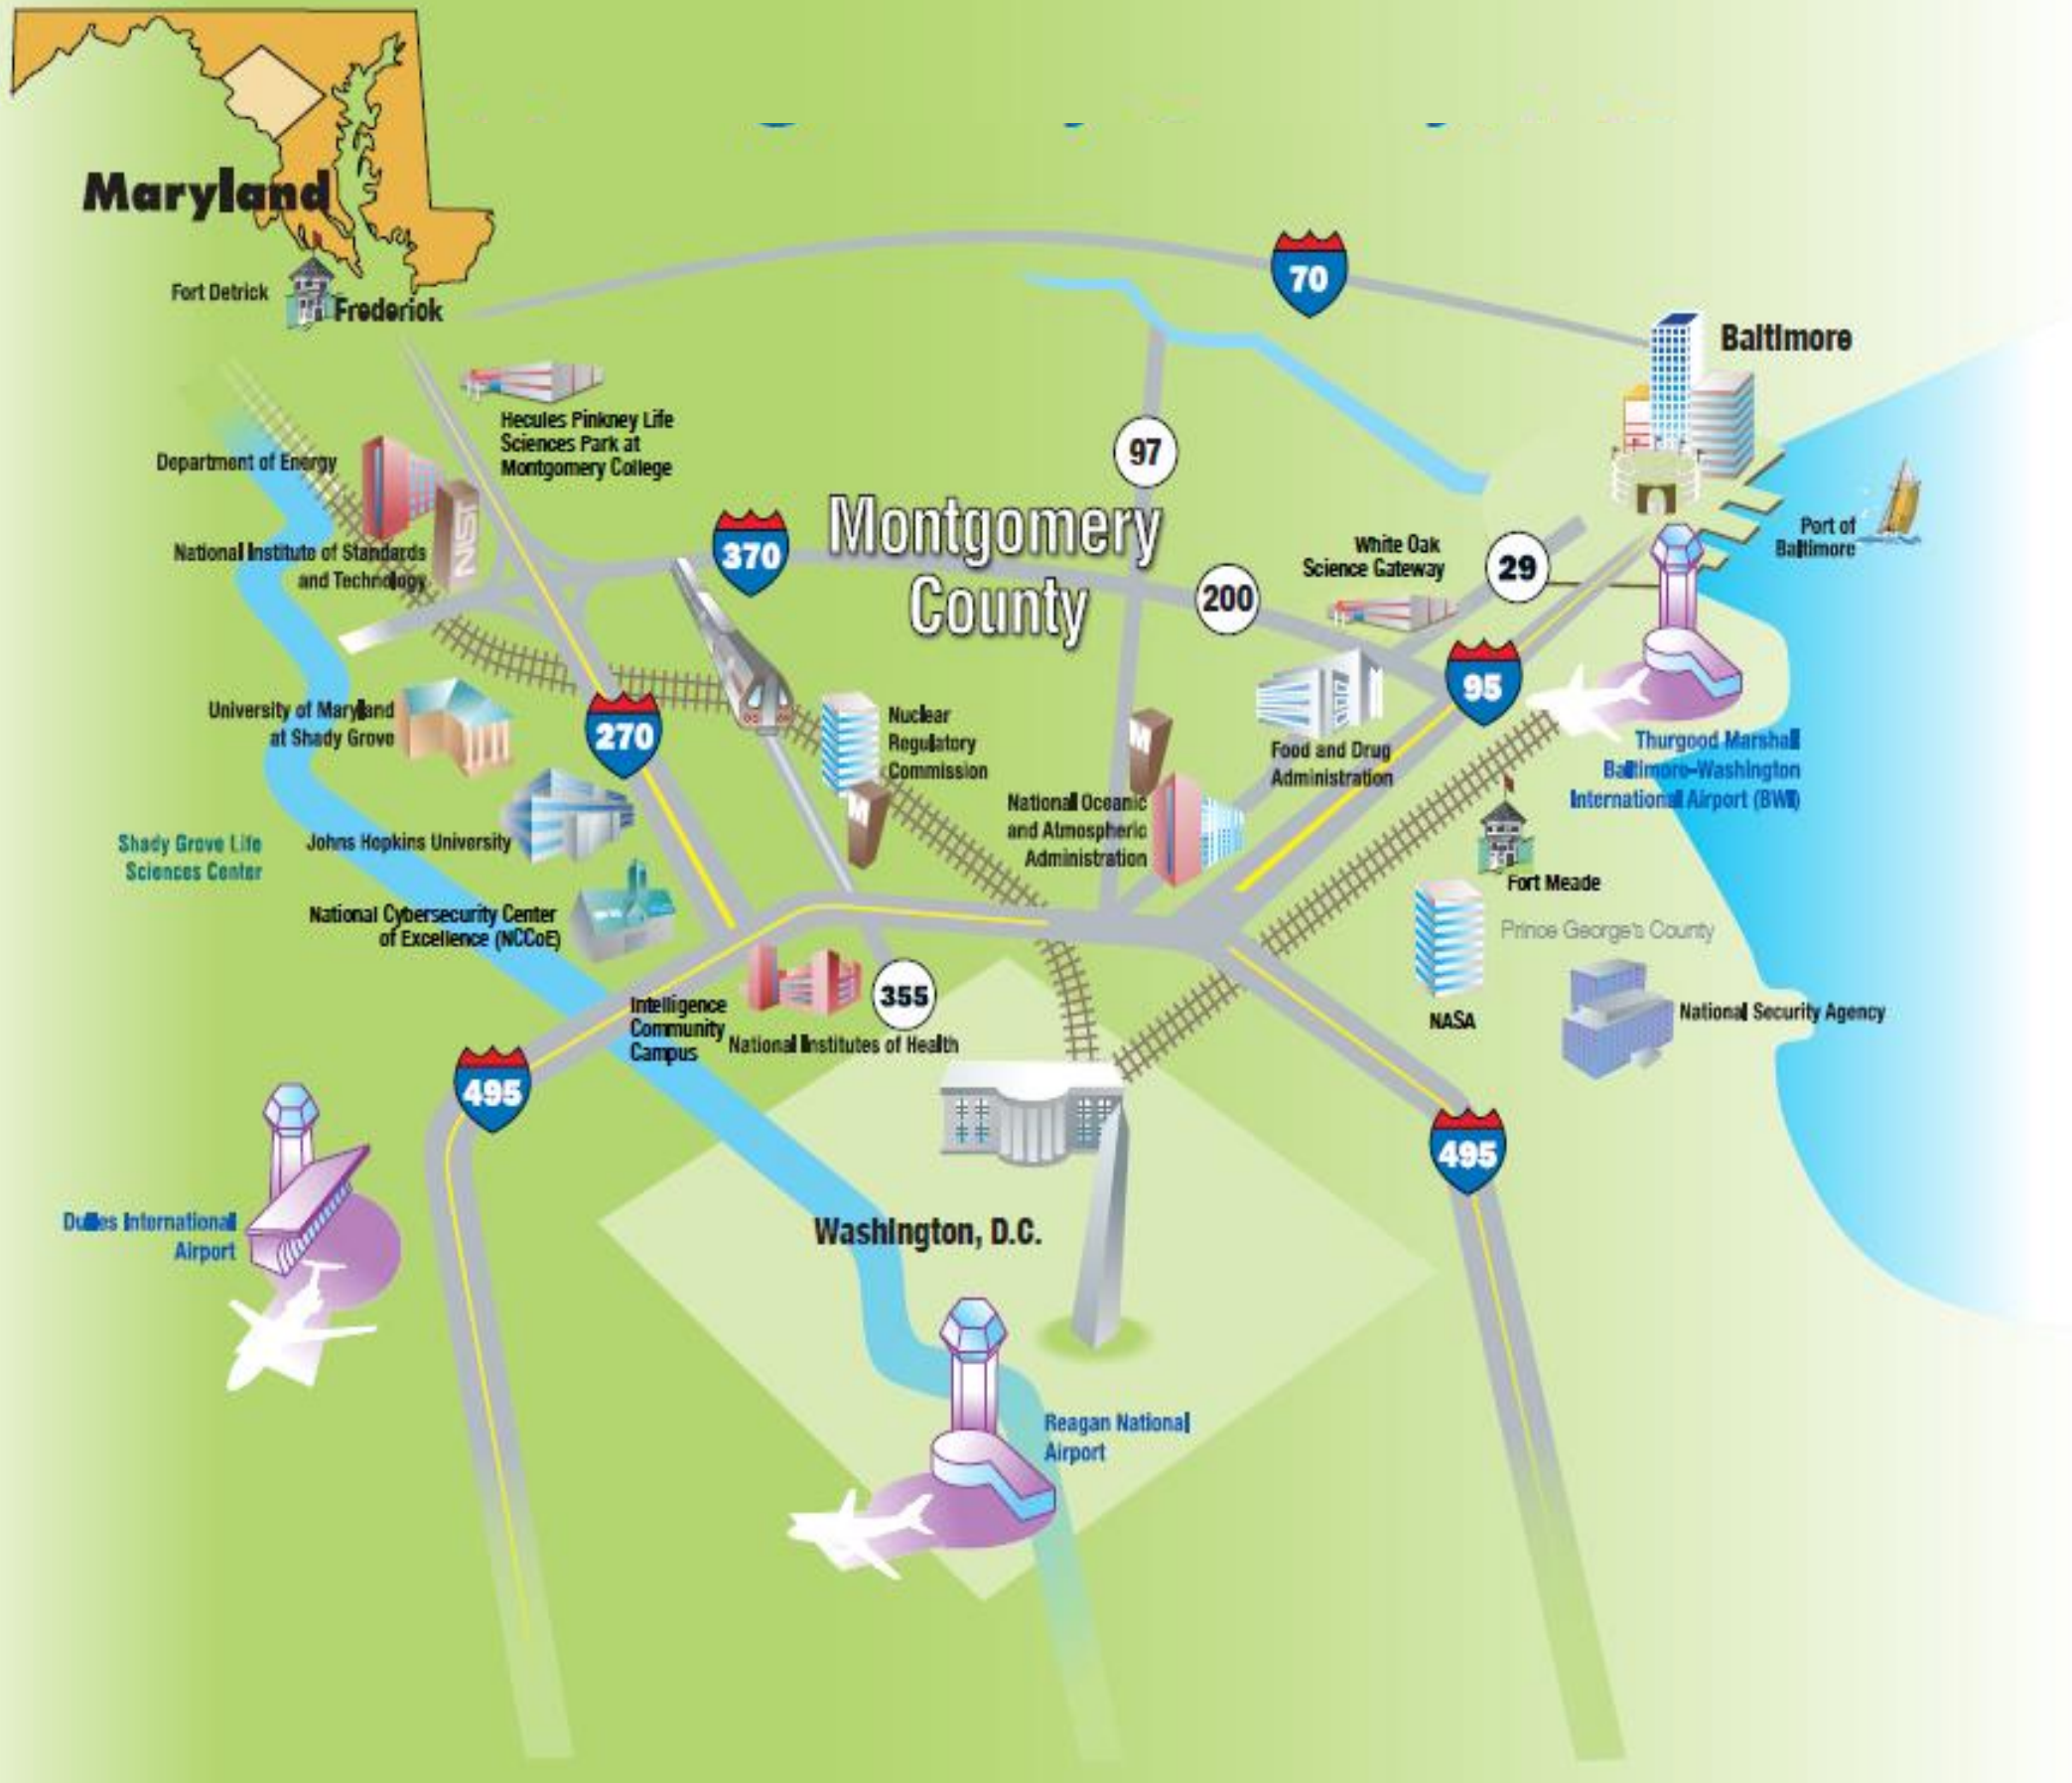 Maryland
Fort Detrick
Frederick
70
Baltimore
Hecules Pinkney Life
Sciences Park at
Montgomery College
97
Department of Energy
NIST
Montgomery
County
370
National Institute of Standards
and Technology
White Oak
Science Gateway
29
Port of
Baltimore
200
95
University of Maryland
at Shady Grove
270
Nuclear
Regulatory
Commission
M
Food and Drug
Administration
Thurgood Marshall
Baltimore-Washington
International Airport (BWI)
National Oceanic
and Atmospheric
Administration
M
Shady Grove Life
Sciences Center
Johns Hopkins University
Fort Meade
National Cybersecurity Center
of Excellence (NCCoE)
Prince George's County
355
Intelligence
Community
Campus
National Institutes of Health
NASA
National Security Agency
495
495
Dulles International
Airport
Washington, D.C.
Reagan National
Airport